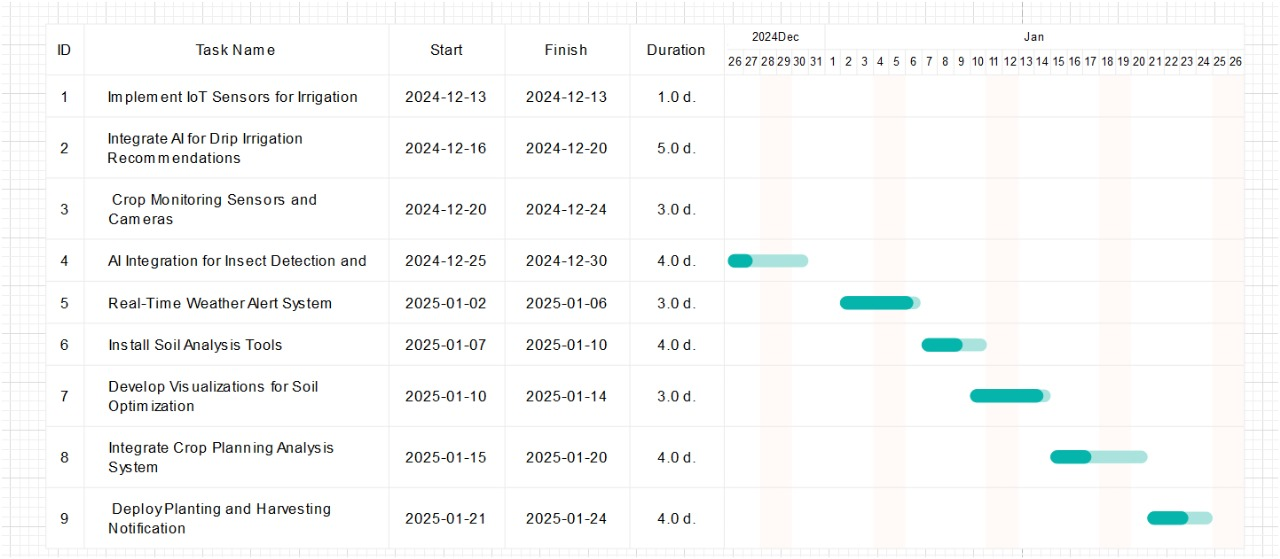 ID Task Name Start Finish Duration 2024Dec Jan
26 27 28 29 30 31 1 2 3 4 5 6 7 8 9 10 11 12 13 14 15 16 17 18 19 20 21 22 23 24 25 26
1 Implement IoT Sensors for Irrigation 2024-12-13 2024-12-13 1.0 d.
2 Integrate AI for Drip Irrigation
Recommendations 2024-12-16 2024-12-20 5.0 d.
3 Crop Monitoring Sensors and
Cameras 2024-12-20 2024-12-24 3.0 d.
4 AI Integration for Insect Detection and 2024-12-25 2024-12-30 4.0 d.
5 Real-Time Weather Alert System 2025-01-02 2025-01-06 3.0 d.
6 Install Soil Analysis Tools 2025-01-07 2025-01-10 4.0 d.
7 Develop Visualizations for Soil
Optimization 2025-01-10 2025-01-14 3.0 d.
8 Integrate Crop Planning Analysis
System 2025-01-15 2025-01-20 4.0 d.
9 Deploy Planting and Harvesting
Notification 2025-01-21 2025-01-24 4.0 d.